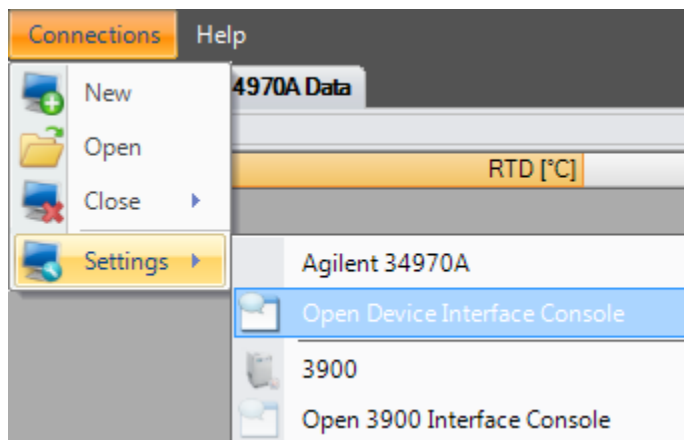 Connections Help
New
4970A Data
Open
RTD [°C]
Close
Settings
Agilent 34970A
Open Device Interface Console
3900
Open 3900 Interface Console